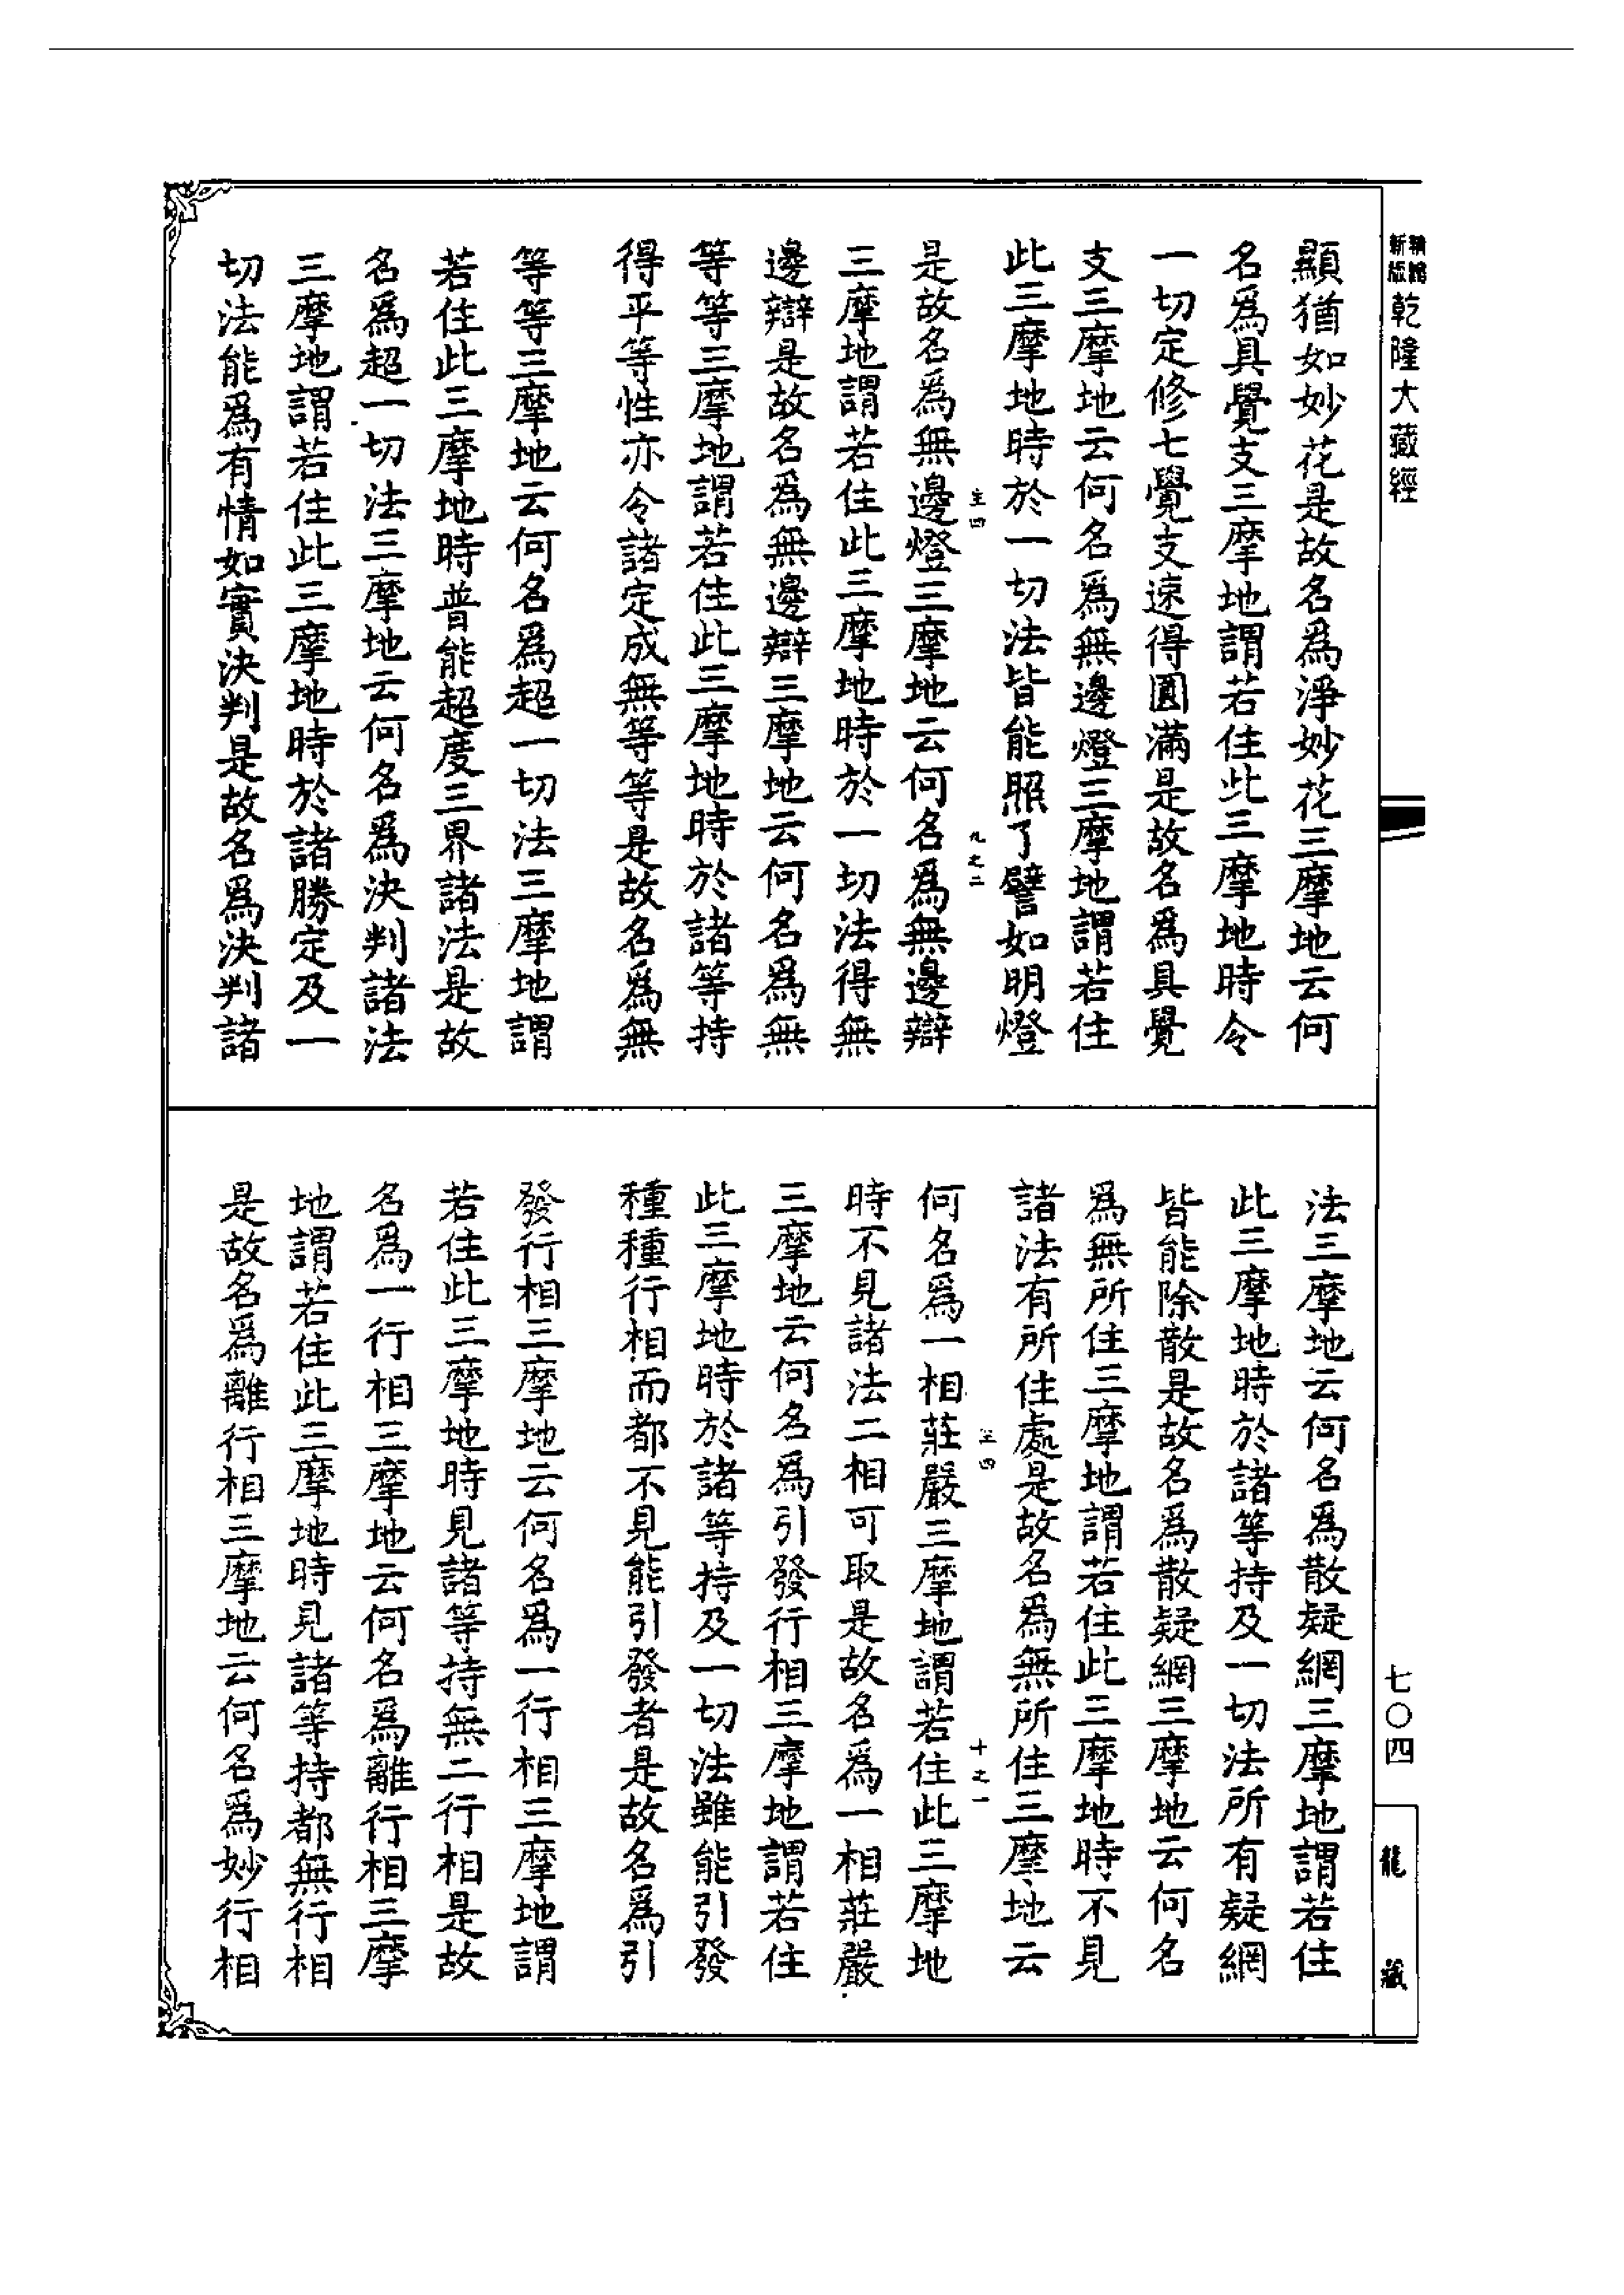 精縮
新版
乾隆大藏經
顯猶如妙花是故名爲淨妙花三摩地云何
名爲具覺支三摩地謂若住此三摩地時令
一切定修七覺支速得圓滿是故名爲具覺
支三摩地云何名爲無邊燈三摩地謂若住
此三摩地時於一切法皆能照了譬如明燈
是故名爲無邊燈三摩地云何名爲無邊辯
三摩地謂若住此三摩地時於一切法得無
邊辯是故名爲無邊辯三摩地云何名爲無
等等三摩地謂若住此三摩地時於諸等持
得平等性亦令諸定成無等等是故名爲無
等等三摩地云何名爲超一切法三摩地謂
若住此三摩地時普能超度三界諸法是故
名爲超一切法三摩地云何名爲決判諸法
三摩地謂若住此三摩地時於諸勝定及一
切法能爲有情如實決判是故名爲決判諸
法三摩地云何名爲散疑網三摩地謂若住
此三摩地時於諸等持及一切法所有疑網
皆能除散是故名爲散疑網三摩地云何名
爲無所住三摩地謂若住此三摩地時不見
諸法有所住處是故名爲無所住三摩地云
何名爲一相莊嚴三摩地謂若住此三摩地
時不見諸法二相可取是故名爲一相莊嚴
三摩地云何名爲引發行相三摩地謂若住
此三摩地時於諸等持及一切法雖能引發
種種行相而都不見能引發者是故名爲引
發行相三摩地云何名爲一行相三摩地謂
若住此三摩地時見諸等持無二行相是故
名爲一行相三摩地云何名爲離行相三摩
地謂若住此三摩地時見諸等持都無行相
是故名爲離行相三摩地云何名爲妙行相
七〇四
龍藏
九之二
十之一